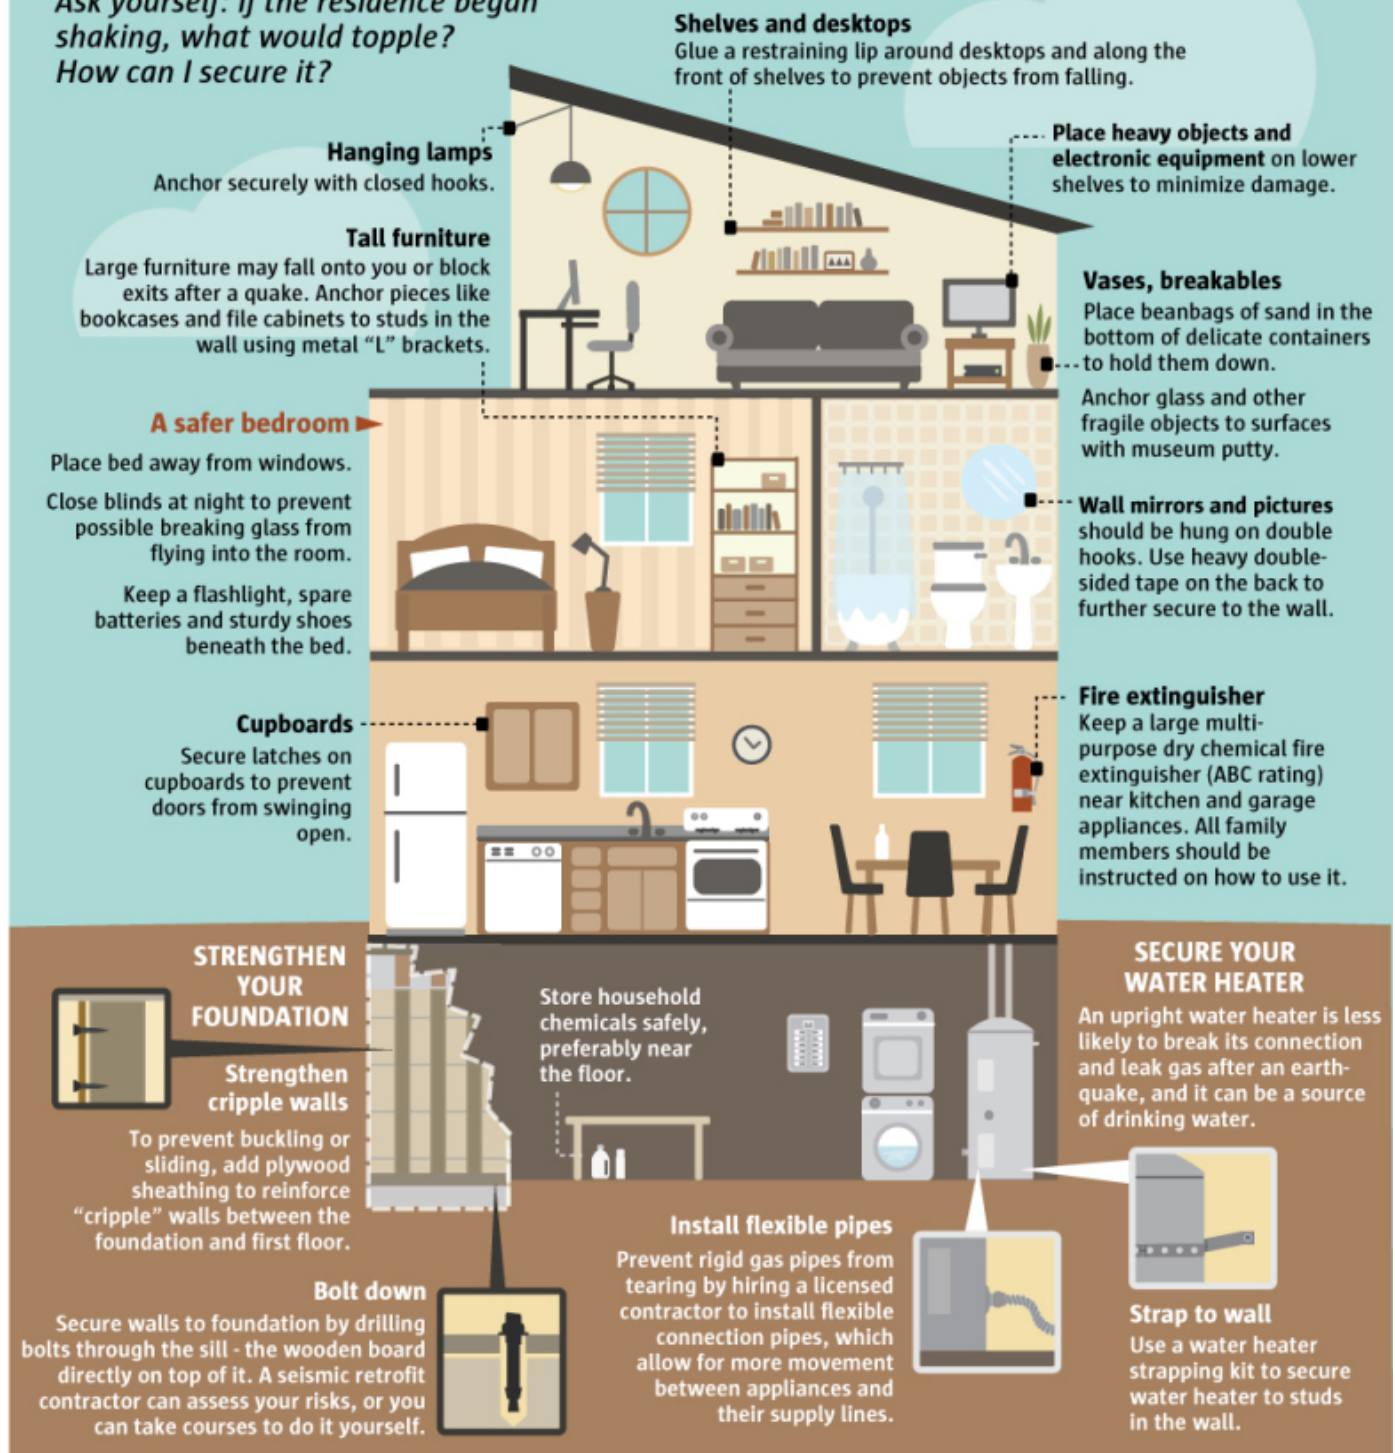 Ask yourself: If the residence began
shaking, what would topple?
How can I secure it?
Shelves and desktops
Glue a restraining lip around desktops and along the
front of shelves to prevent objects from falling.
Hanging lamps
Anchor securely with closed hooks.
Place heavy objects and
electronic equipment on lower
shelves to minimize damage.
Tall furniture
Large furniture may fall onto you or block
exits after a quake. Anchor pieces like
bookcases and file cabinets to studs in the
wall using metal “L” brackets.
Vases, breakables
Place beanbags of sand in the
bottom of delicate containers
to hold them down.
Anchor glass and other
fragile objects to surfaces
with museum putty.
A safer bedroom
Place bed away from windows.
Close blinds at night to prevent
possible breaking glass from
flying into the room.
Keep a flashlight, spare
batteries and sturdy shoes
beneath the bed.
Wall mirrors and pictures
should be hung on double
hooks. Use heavy double-
sided tape on the back to
further secure to the wall.
Cupboards
Secure latches on
cupboards to prevent
doors from swinging
open.
Fire extinguisher
Keep a large multi-
purpose dry chemical fire
extinguisher (ABC rating)
near kitchen and garage
appliances. All family
members should be
instructed on how to use it.
STRENGTHEN
YOUR
FOUNDATION
Strengthen
cripple walls
To prevent buckling or
sliding, add plywood
sheathing to reinforce
“cripple” walls between the
foundation and first floor.
Bolt down
Secure walls to foundation by drilling
bolts through the sill - the wooden board
directly on top of it. A seismic retrofit
contractor can assess your risks, or you
can take courses to do it yourself.
Store household
chemicals safely,
preferably near
the floor.
SECURE YOUR
WATER HEATER
An upright water heater is less
likely to break its connection
and leak gas after an earth-
quake, and it can be a source
of drinking water.
Install flexible pipes
Prevent rigid gas pipes from
tearing by hiring a licensed
contractor to install flexible
connection pipes, which
allow for more movement
between appliances and
their supply lines.
Strap to wall
Use a water heater
strapping kit to secure
water heater to studs
in the wall.